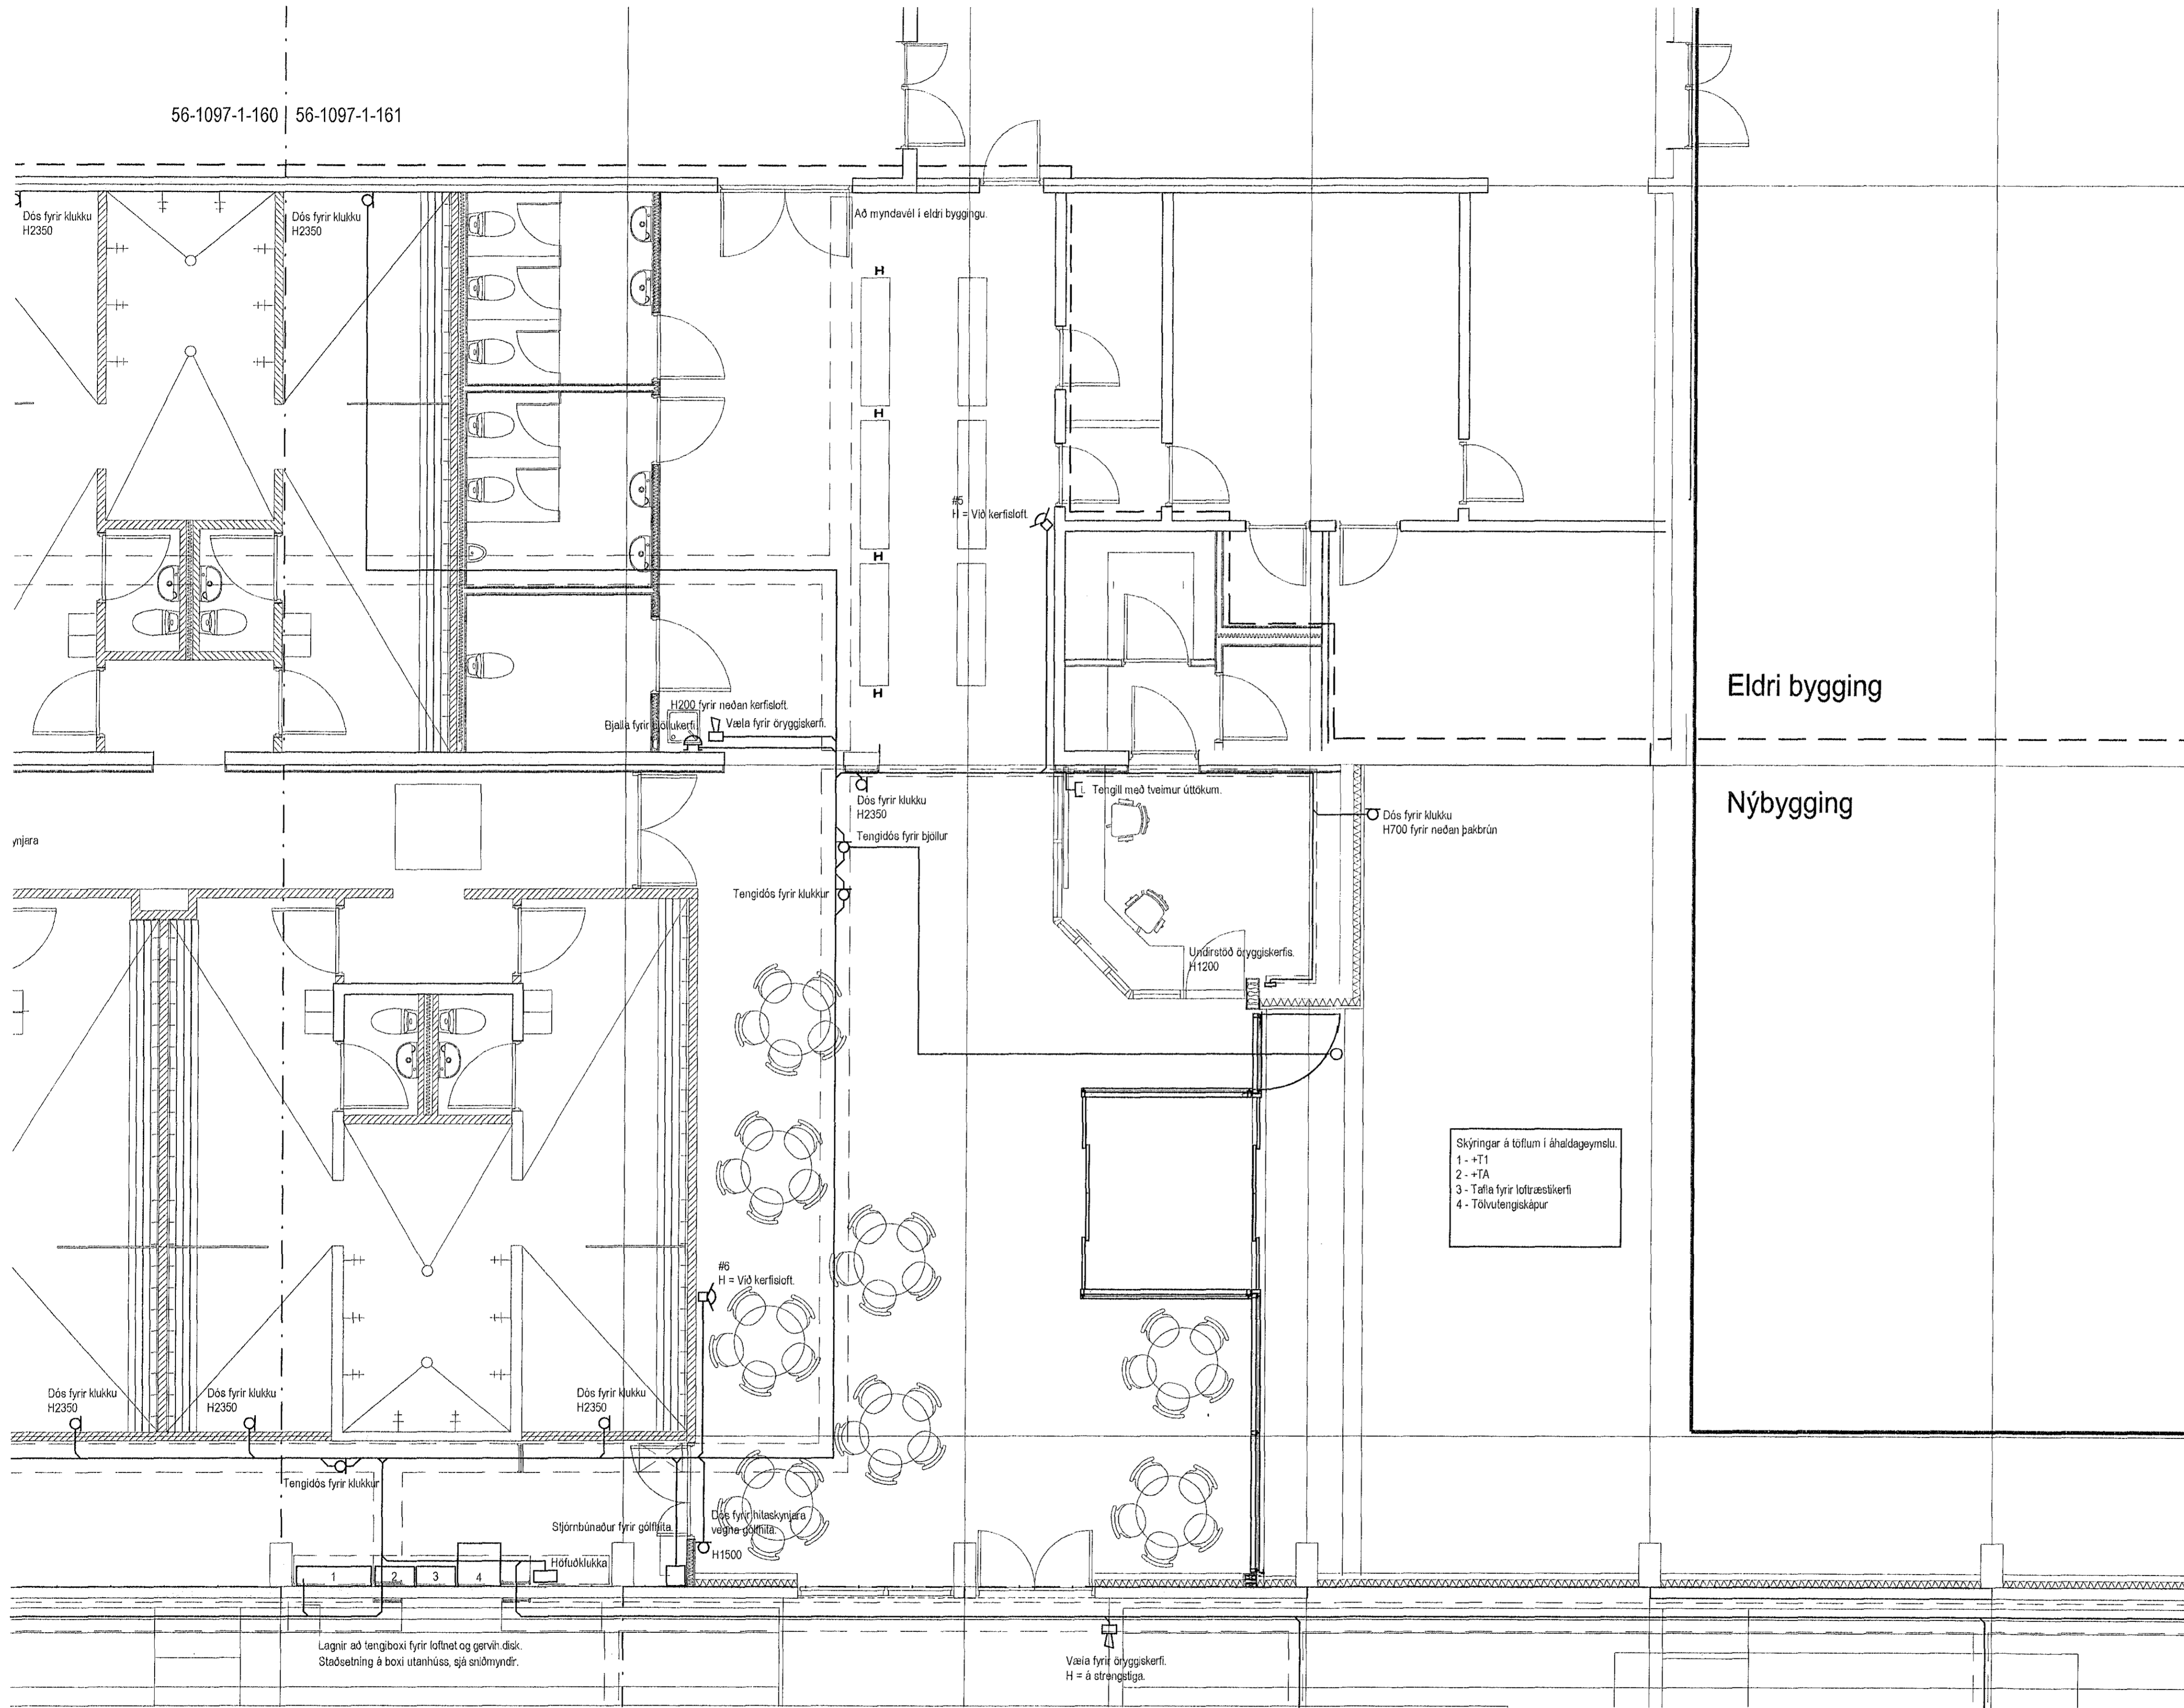 56-1097-1-160
56-1097-1-161
Dós fyrir klukku
H2350
Dós fyrir klukku
H2350
Að myndavél í eldri byggingu.
H
H
#5
H = Við kerfisloft.
H
H
H200 fyrir neðan kerfisloft.
Bjalla fyrir bjöllukerfi.
Væla fyrir öryggiskerfi.
Eldri bygging
Nýbygging
Dós fyrir klukku
H2350
Tengill með tveimur úttökum.
Dós fyrir klukku
H700 fyrir neðan þakbrún
ynjara
Tengidós fyrir bjöllur
Tengidós fyrir klukkur
Undirstöð öryggiskerfis.
H1200
Skýringar á töflum í áhaldageymslu.
1 - +T1
2 - +TA
3 - Tafla fyrir loftræstikerfi
4 - Tölvutengiskápur
#6
H = Við kerfisloft.
Dós fyrir klukku
H2350
Dós fyrir klukku
H2350
Dós fyrir klukku
H2350
Tengidós fyrir klukkur
Stjórnbúnaður fyrir gólfhita.
Dós fyrir hitaskynjara
vegna gólfhita.
H1500
Höfuðklukka
1
2
3
4
Lagnir að tengiboxi fyrir loftnet og gervih.disk.
Staðsetning á boxi utanhúss, sjá sniðmyndir.
Væla fyrir öryggiskerfi.
H = á strengstiga.